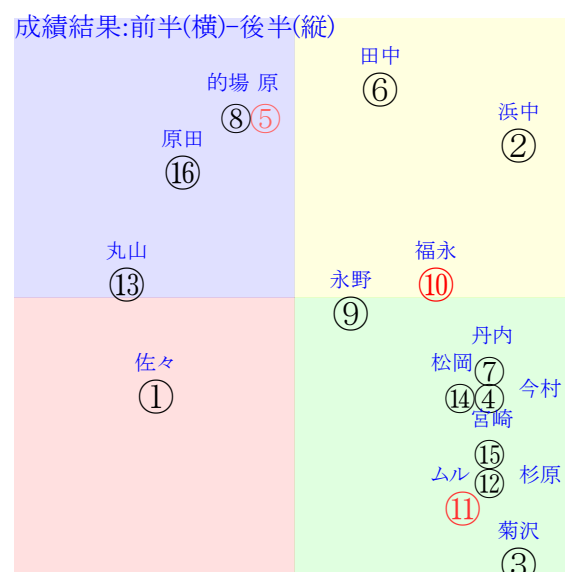 成績結果:前半(横)-後半(縦)
田中
⑥
的場 原
⑧⑤
浜中
②
原田
⑯
丸山
⑬
福永
⑩
永野
⑨
丹内
⑦
佐々
①
松岡
⑭④
今村
宮崎
⑮
ムル
⑪
⑫
杉原
菊沢
③